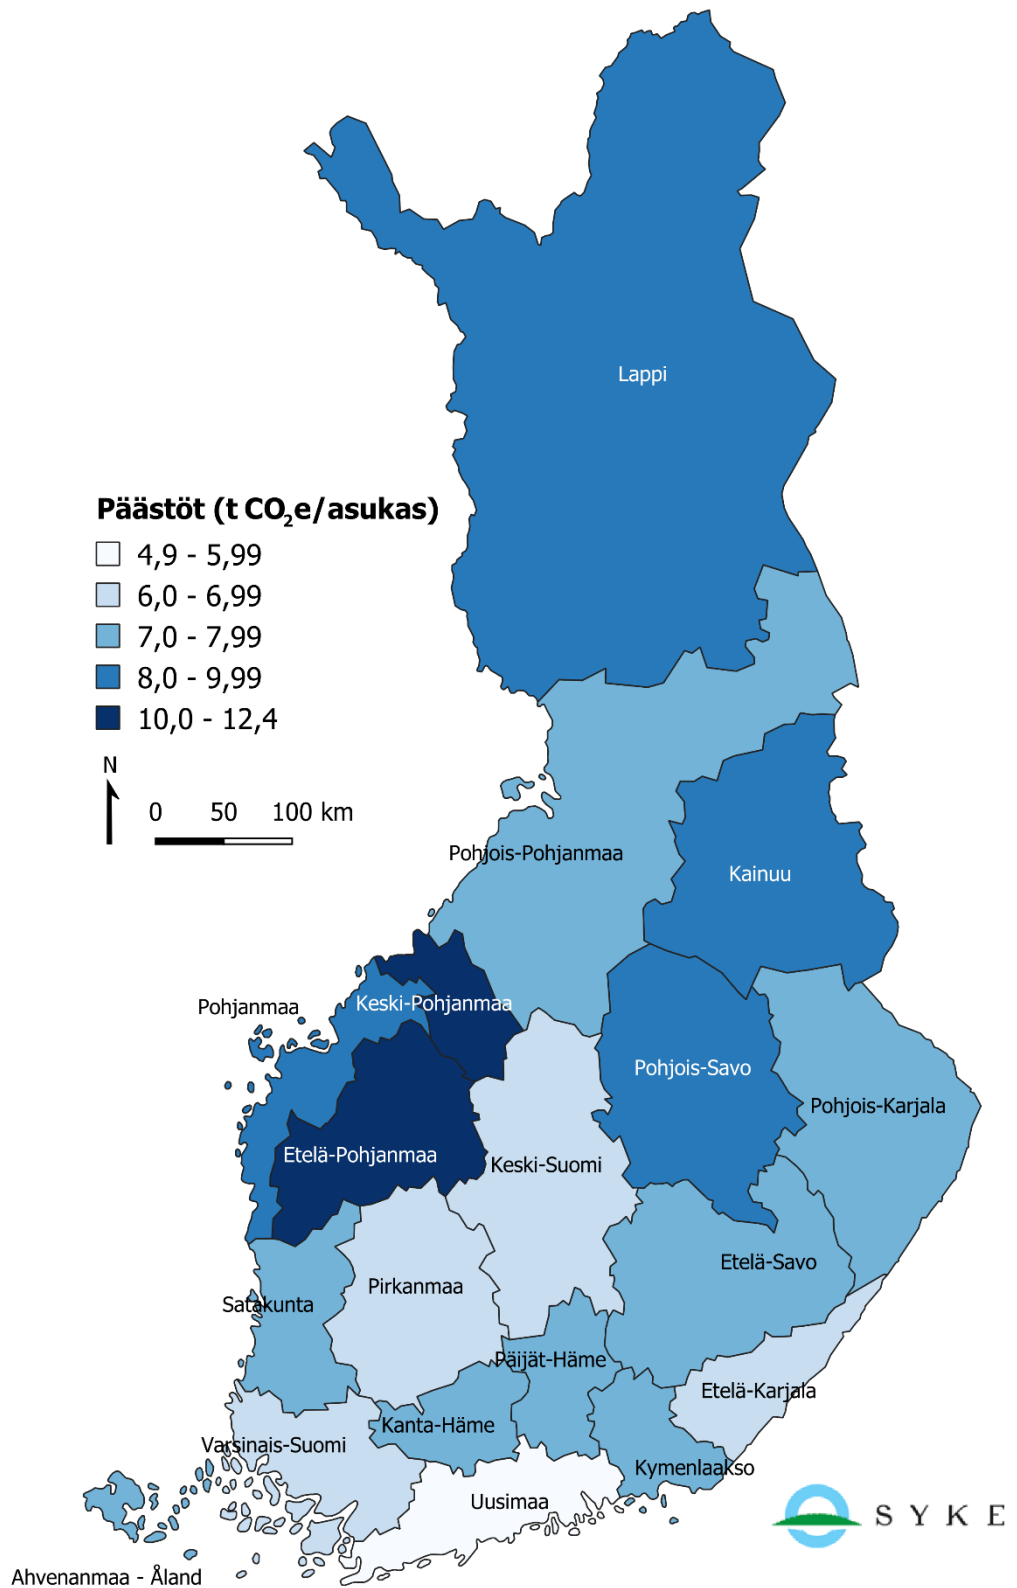 Lappi
Päästöt (t CO₂e/asukas)
4,9 - 5,99
6,0 - 6,99
7,0 - 7,99
8,0 - 9,99
10,0 - 12,4
N
0 50 100 km
Pohjois-Pohjanmaa
Kainuu
Pohjanmaa
Keski-Pohjanmaa
Pohjois-Savo
Pohjois-Karjala
Etelä-Pohjanmaa
Keski-Suomi
Etelä-Savo
Pirkanmaa
Satakunta
Päijät-Häme
Etelä-Karjala
Kanta-Häme
Varsinais-Suomi
Kymenlaakso
Uusimaa
SYKE
Ahvenanmaa - Åland